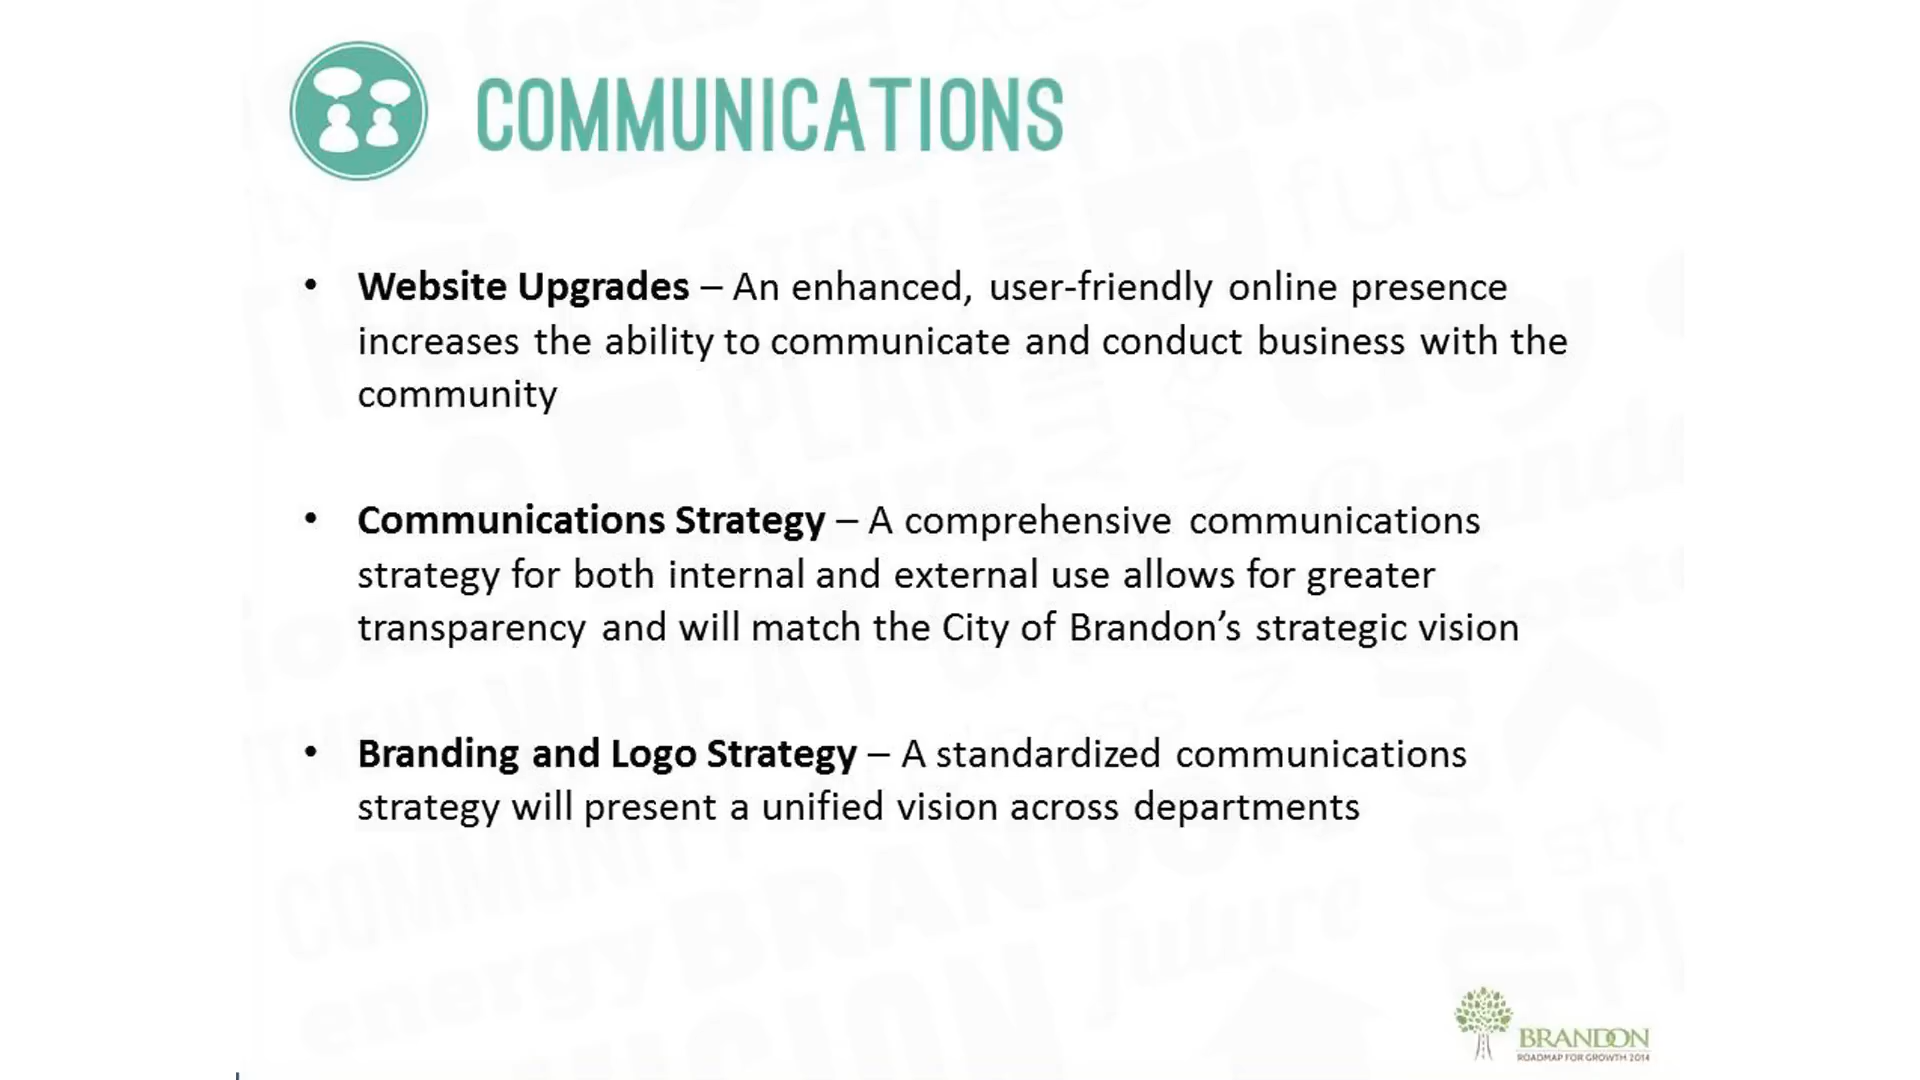 COMMUNICATIONS
• Website Upgrades – An enhanced, user-friendly online presence
increases the ability to communicate and conduct business with the
community
• Communications Strategy – A comprehensive communications
strategy for both internal and external use allows for greater
transparency and will match the City of Brandon’s strategic vision
• Branding and Logo Strategy – A standardized communications
strategy will present a unified vision across departments
BRANDON
ROADMAP FOR GROWTH 2014